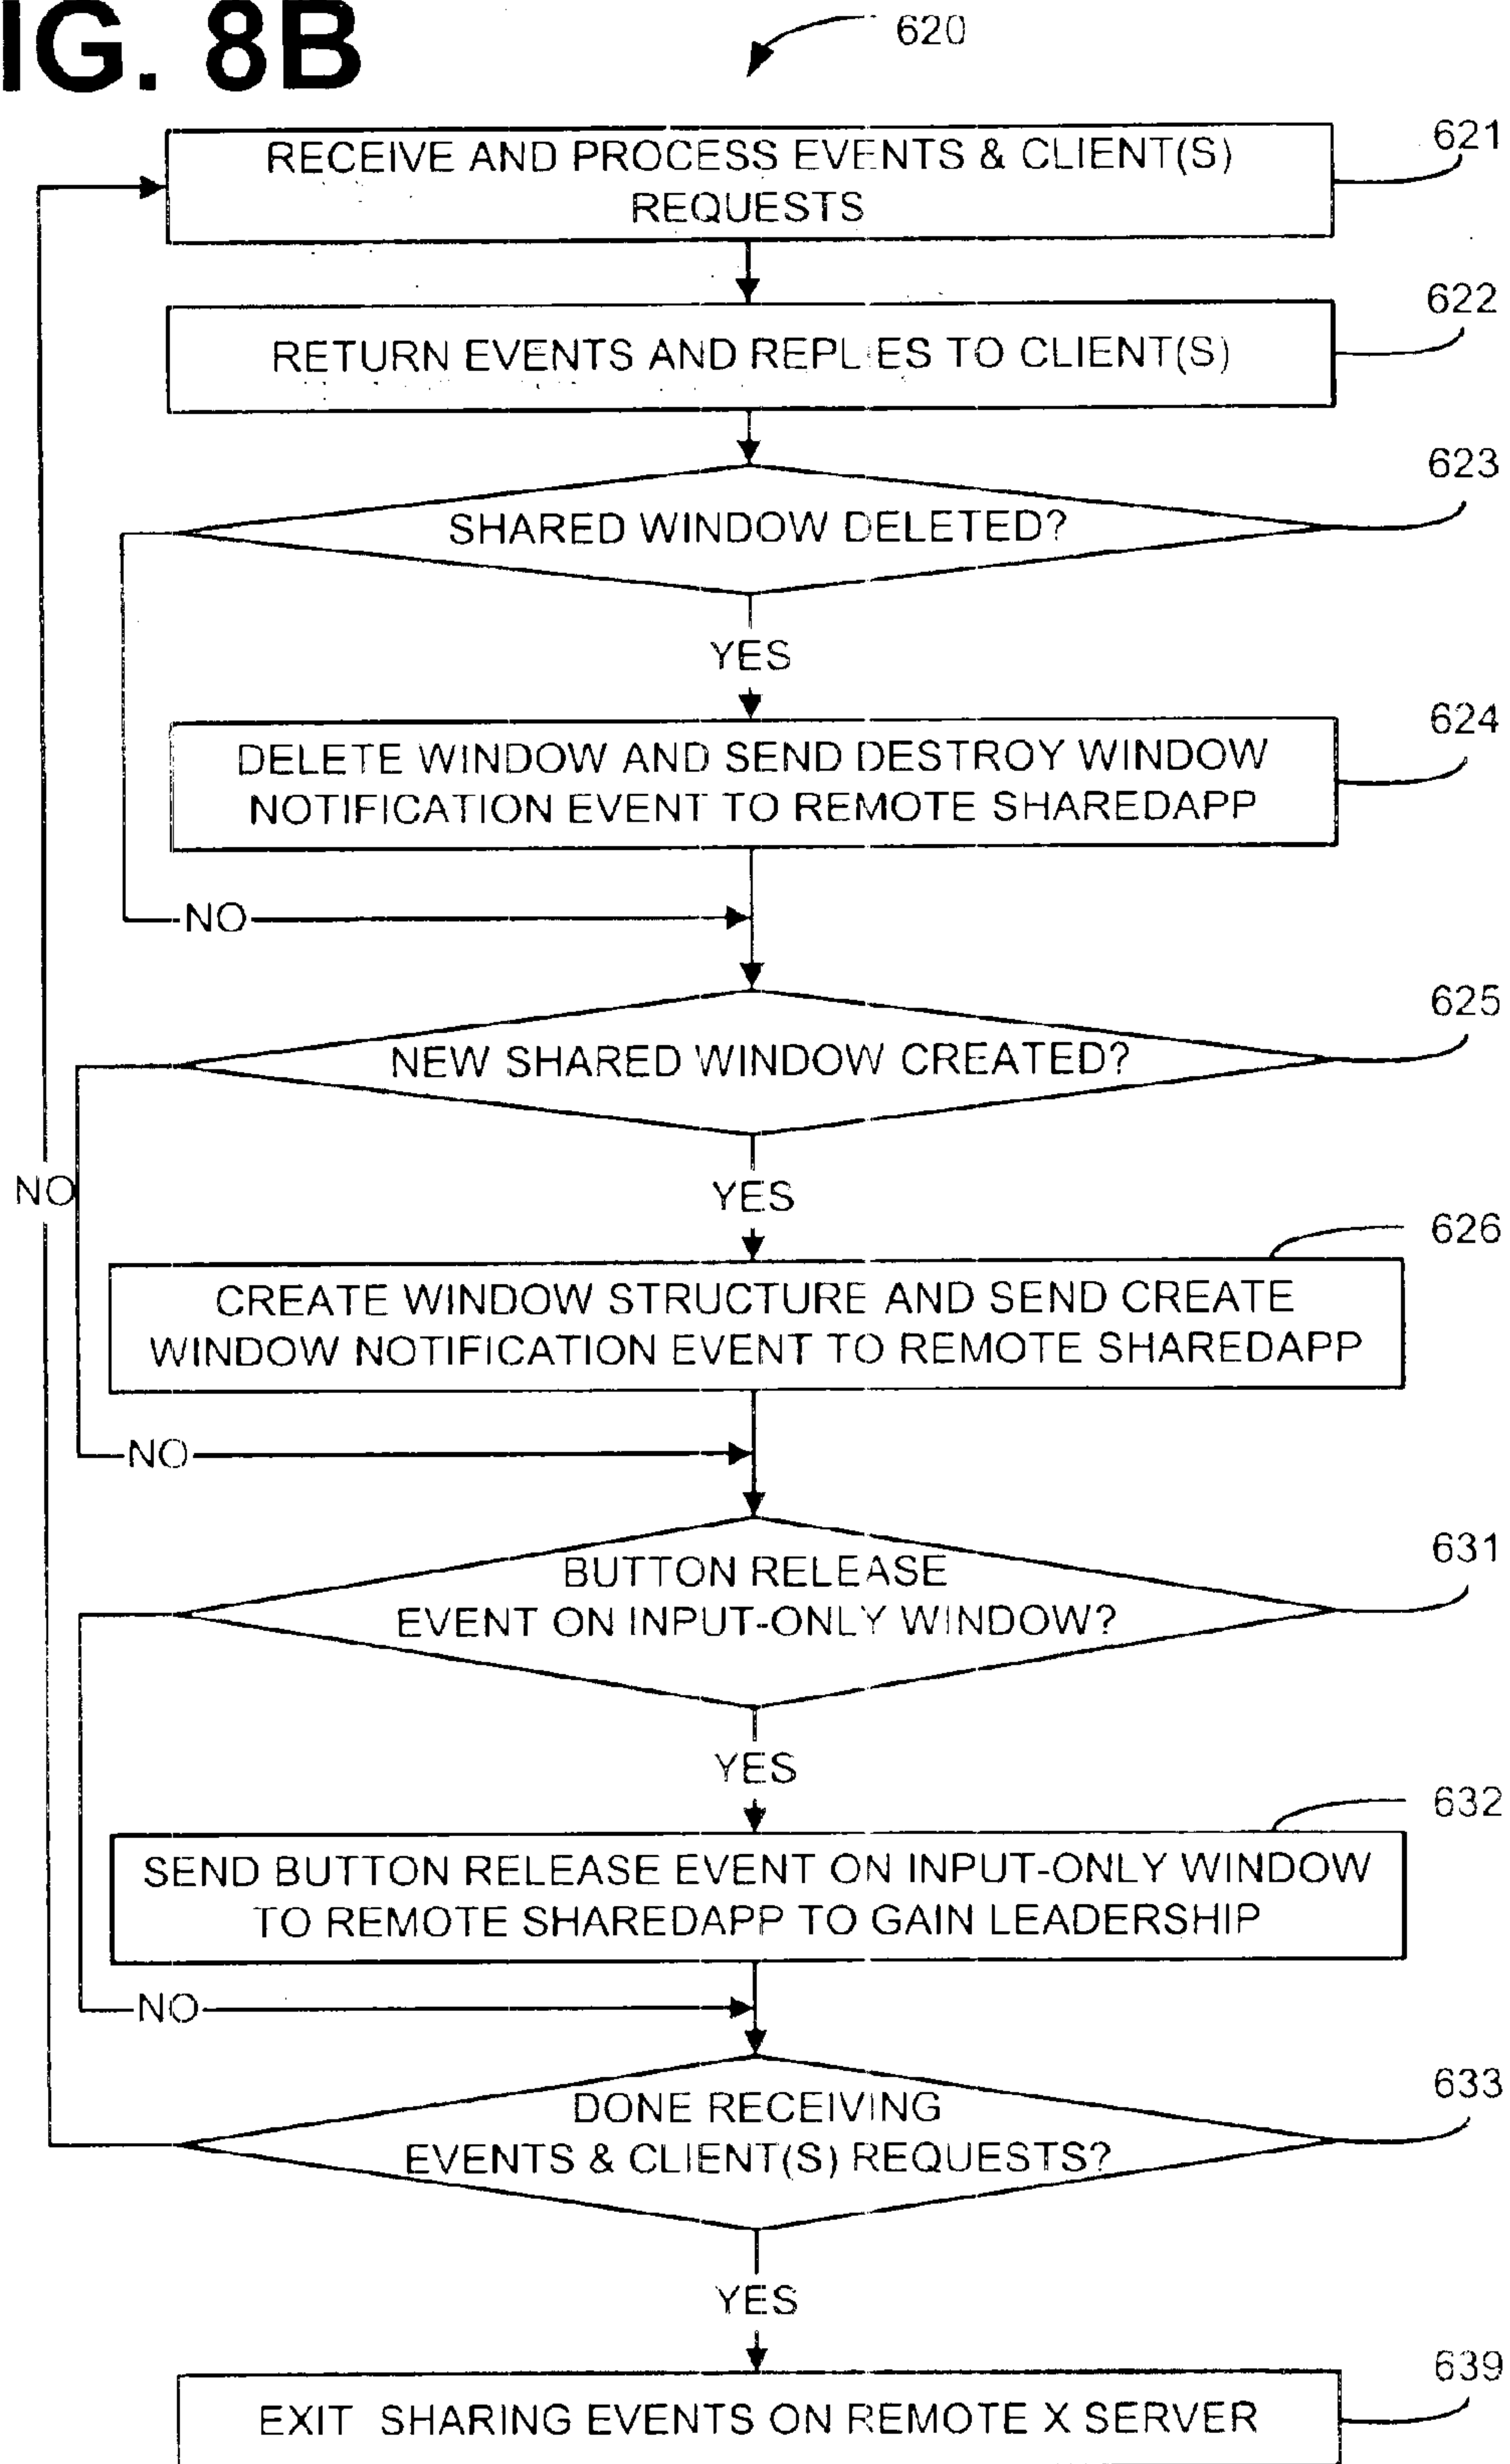 IG. 8B
620
RECEIVE AND PROCESS EVENTS & CLIENT(S)
REQUESTS
621
RETURN EVENTS AND REPLIES TO CLIENT(S)
622
SHARED WINDOW DELETED?
623
YES
DELETE WINDOW AND SEND DESTROY WINDOW
NOTIFICATION EVENT TO REMOTE SHAREDAPP
624
NO
NEW SHARED WINDOW CREATED?
625
NO
YES
CREATE WINDOW STRUCTURE AND SEND CREATE
WINDOW NOTIFICATION EVENT TO REMOTE SHAREDAPP
626
NO
BUTTON RELEASE
EVENT ON INPUT-ONLY WINDOW?
631
YES
SEND BUTTON RELEASE EVENT ON INPUT-ONLY WINDOW
TO REMOTE SHAREDAPP TO GAIN LEADERSHIP
632
NO
DONE RECEIVING
EVENTS & CLIENT(S) REQUESTS?
633
YES
EXIT SHARING EVENTS ON REMOTE X SERVER
639